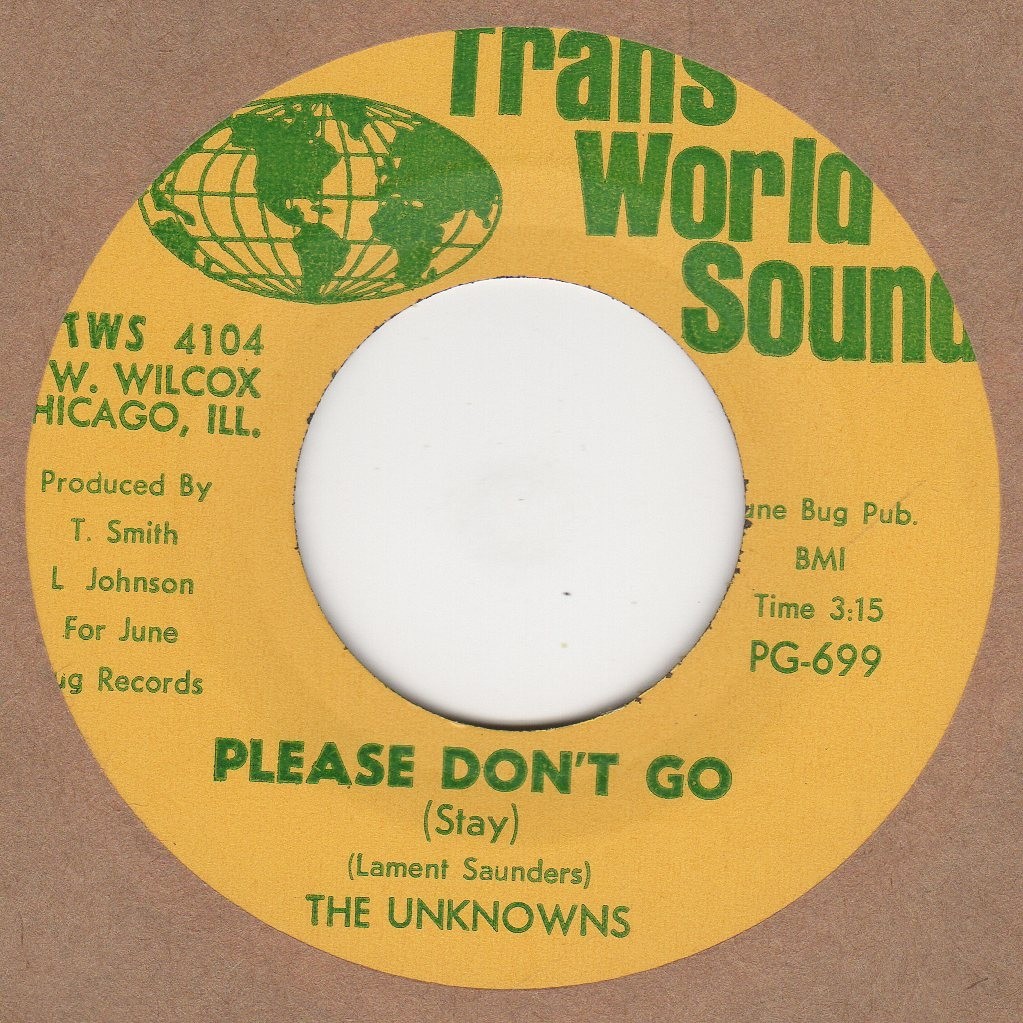 Trans
World
Sound
TWS 4104
W. WILCOX
HICAGO, ILL.
Produced By
T. Smith
L Johnson
For June
ug Records
une Bug Pub.
BMI
Time 3:15
PG-699
PLEASE DON'T GO
(Stay)
(Lament Saunders)
THE UNKNOWNS